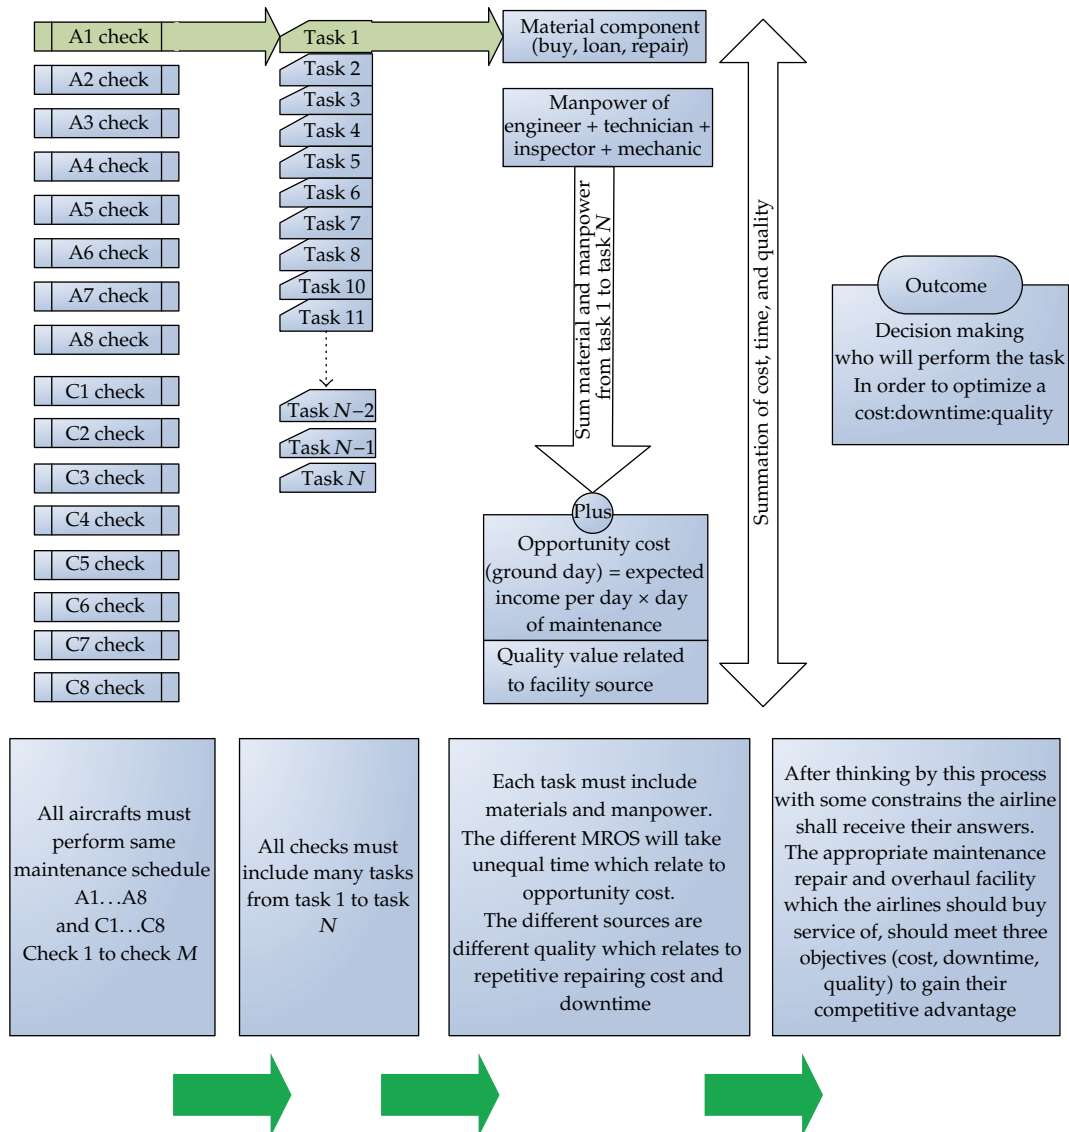 A1 check
A2 check
A3 check
A4 check
A5 check
A6 check
A7 check
A8 check
C1 check
C2 check
C3 check
C4 check
C5 check
C6 check
C7 check
C8 check
Task 1
Task 2
Task 3
Task 4
Task 5
Task 6
Task 7
Task 8
Task 10
Task 11
Task N−2
Task N−1
Task N
Material component
(buy, loan, repair)
Manpower of
engineer + technician +
inspector + mechanic
Sum material and manpower
from task 1 to task N
Plus
Opportunity cost
(ground day) = expected
income per day × day
of maintenance
Quality value related
to facility source
Summation of cost, time, and quality
Outcome
Decision making
who will perform the task
In order to optimize a
cost:downtime:quality
All aircrafts must
perform same
maintenance schedule
A1...A8
and C1...C8
Check 1 to check M
All checks must
include many tasks
from task 1 to task
N
Each task must include
materials and manpower.
The different MROS will take
unequal time which relate to
opportunity cost.
The different sources are
different quality which relates to
repetitive repairing cost and
downtime
After thinking by this process
with some constrains the airline
shall receive their answers.
The appropriate maintenance
repair and overhaul facility
which the airlines should buy
service of, should meet three
objectives (cost, downtime,
quality) to gain their
competitive advantage